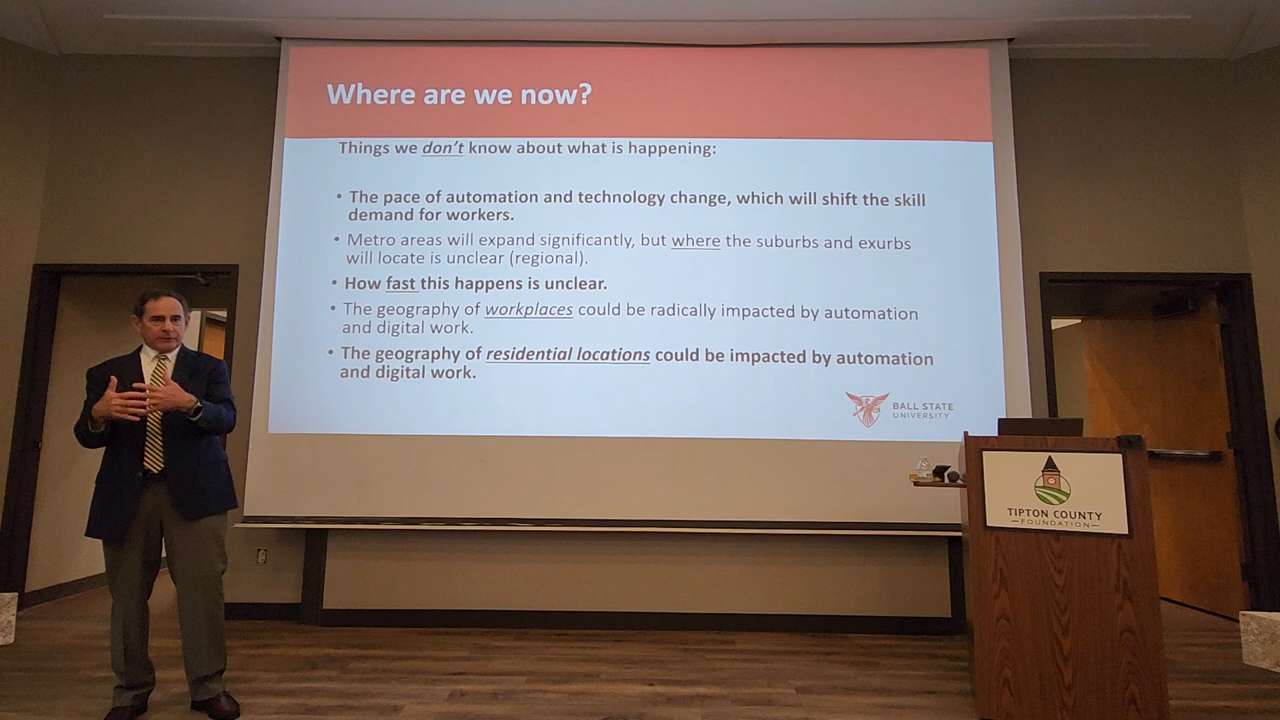 Where are we now?
Things we don't know about what is happening:
• The pace of automation and technology change, which will shift the skill
demand for workers.
• Metro areas will expand significantly, but where the suburbs and exurbs
will locate is unclear (regional).
• How fast this happens is unclear.
• The geography of workplaces could be radically impacted by automation
and digital work.
• The geography of residential locations could be impacted by automation
and digital work.
BALL STATE
UNIVERSITY
TIPTON COUNTY
FOUNDATION